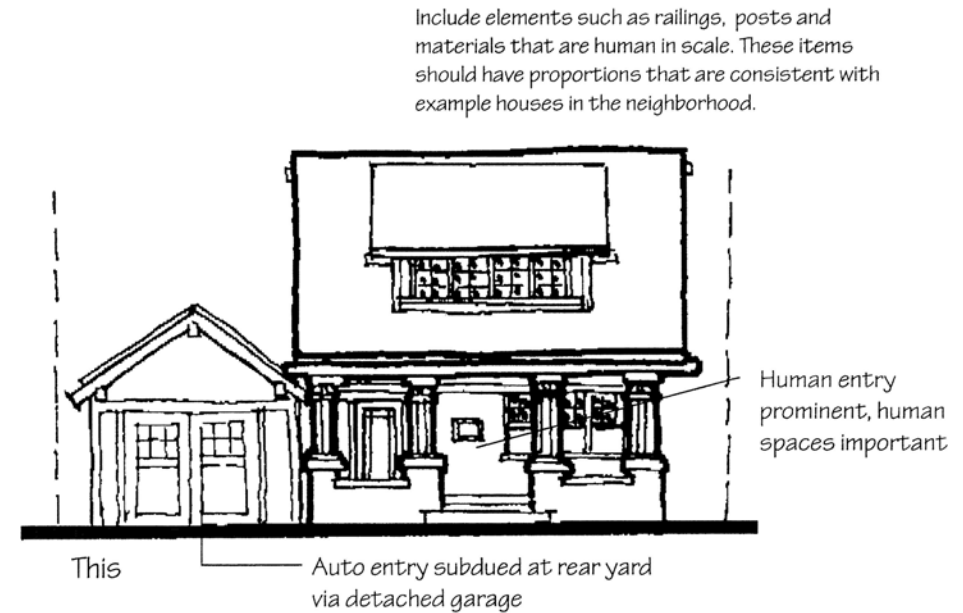 Include elements such as railings, posts and
materials that are human in scale. These items
should have proportions that are consistent with
example houses in the neighborhood.
Human entry
prominent, human
spaces important
This
Auto entry subdued at rear yard
via detached garage